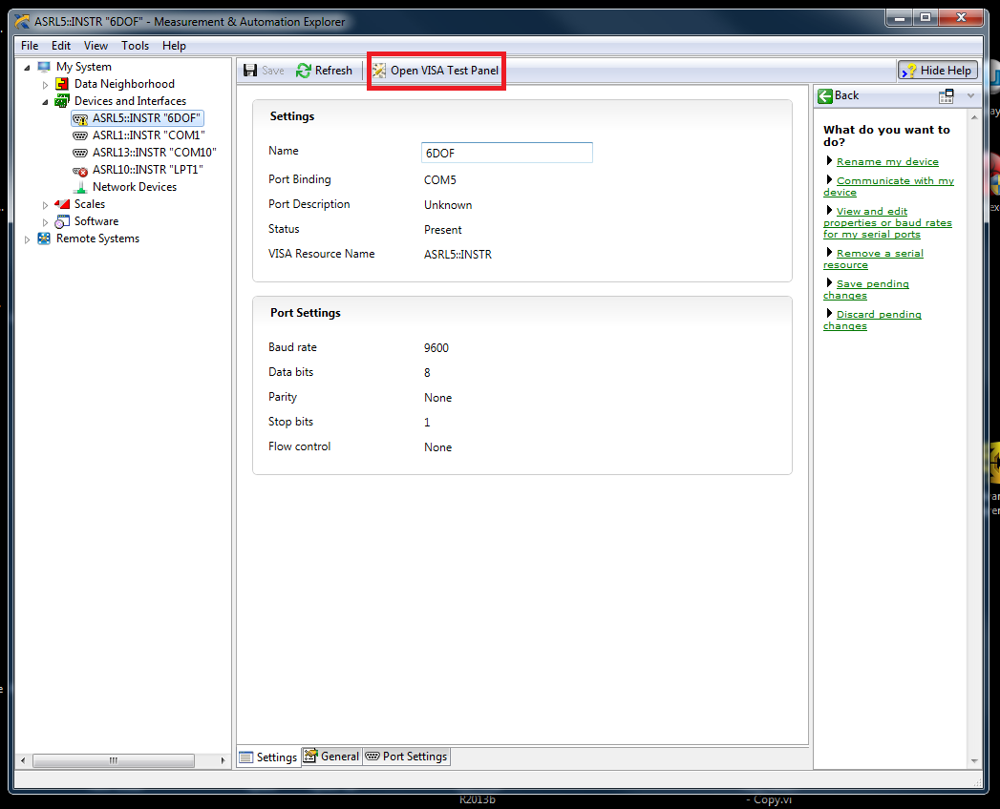 ASRL5::INSTR "6DOF" - Measurement & Automation Explorer
File Edit View Tools Help
My System
Data Neighborhood
Devices and Interfaces
ASRL5::INSTR "6DOF"
ASRL1::INSTR "COM1"
ASRL13::INSTR "COM10"
ASRL10::INSTR "LPT1"
Network Devices
Scales
Software
Remote Systems
Save Refresh Open VISA Test Panel Hide Help
Settings
Name 6DOF
Port Binding COM5
Port Description Unknown
Status Present
VISA Resource Name ASRL5::INSTR
Port Settings
Baud rate 9600
Data bits 8
Parity None
Stop bits 1
Flow control None
Settings General Port Settings
Back
What do you want to
do?
Rename my device
Communicate with my
device
View and edit
properties or baud rates
for my serial ports
Remove a serial
resource
Save pending
changes
Discard pending
changes
R2013b - Copy.vi